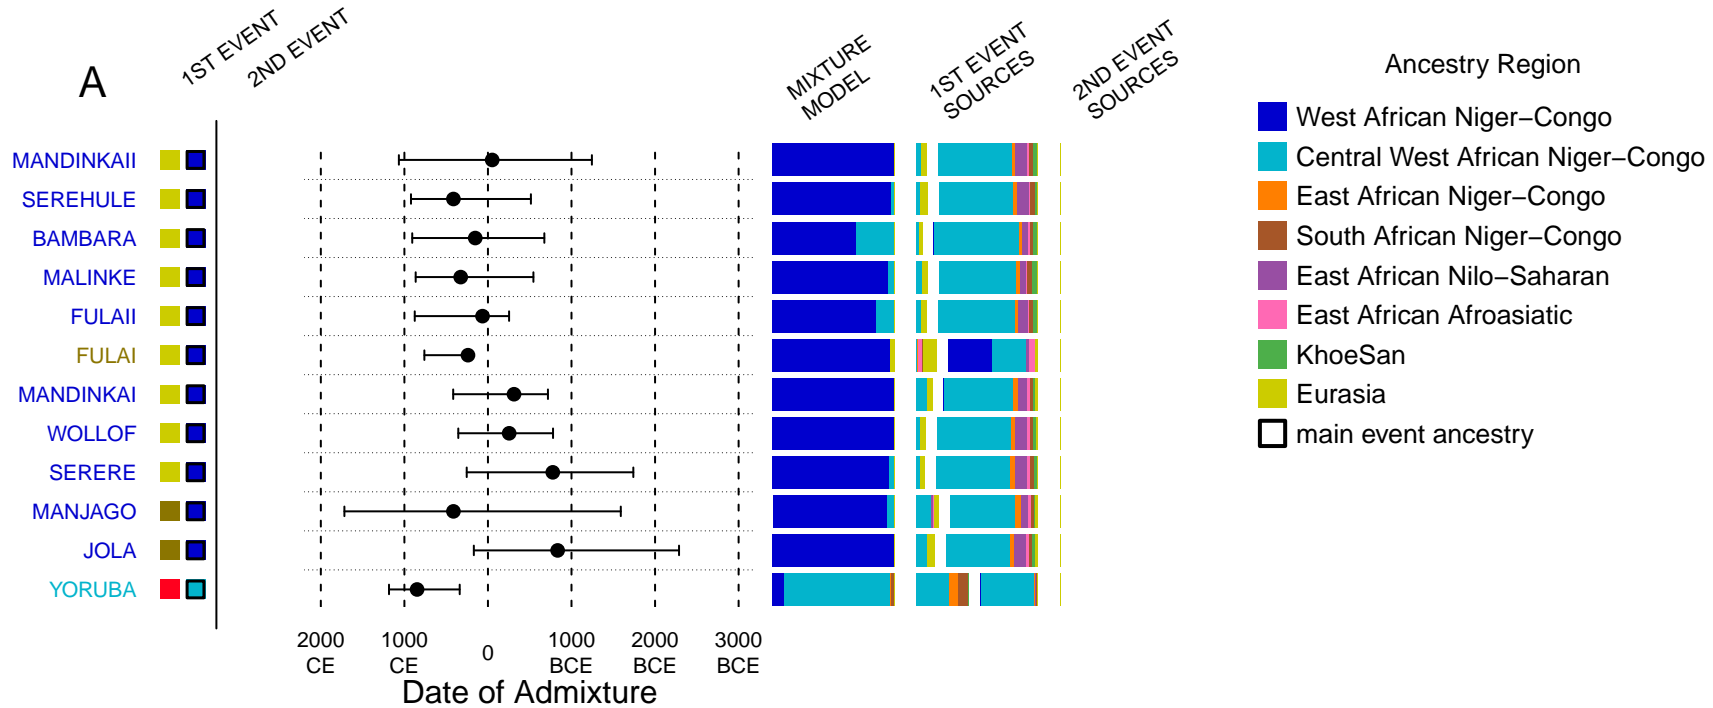 A
1ST EVENT
2ND EVENT
MIXTURE
MODEL
1ST EVENT
SOURCES
2ND EVENT
SOURCES
Ancestry Region
West African Niger−Congo
Central West African Niger−Congo
East African Niger−Congo
South African Niger−Congo
East African Nilo−Saharan
East African Afroasiatic
KhoeSan
Eurasia
main event ancestry
MANDINKAII
SEREHULE
BAMBARA
MALINKE
FULAII
FULAI
MANDINKAI
WOLLOF
SERERE
MANJAGO
JOLA
YORUBA
2000
CE
1000
CE
0
1000
BCE
2000
BCE
3000
BCE
Date of Admixture